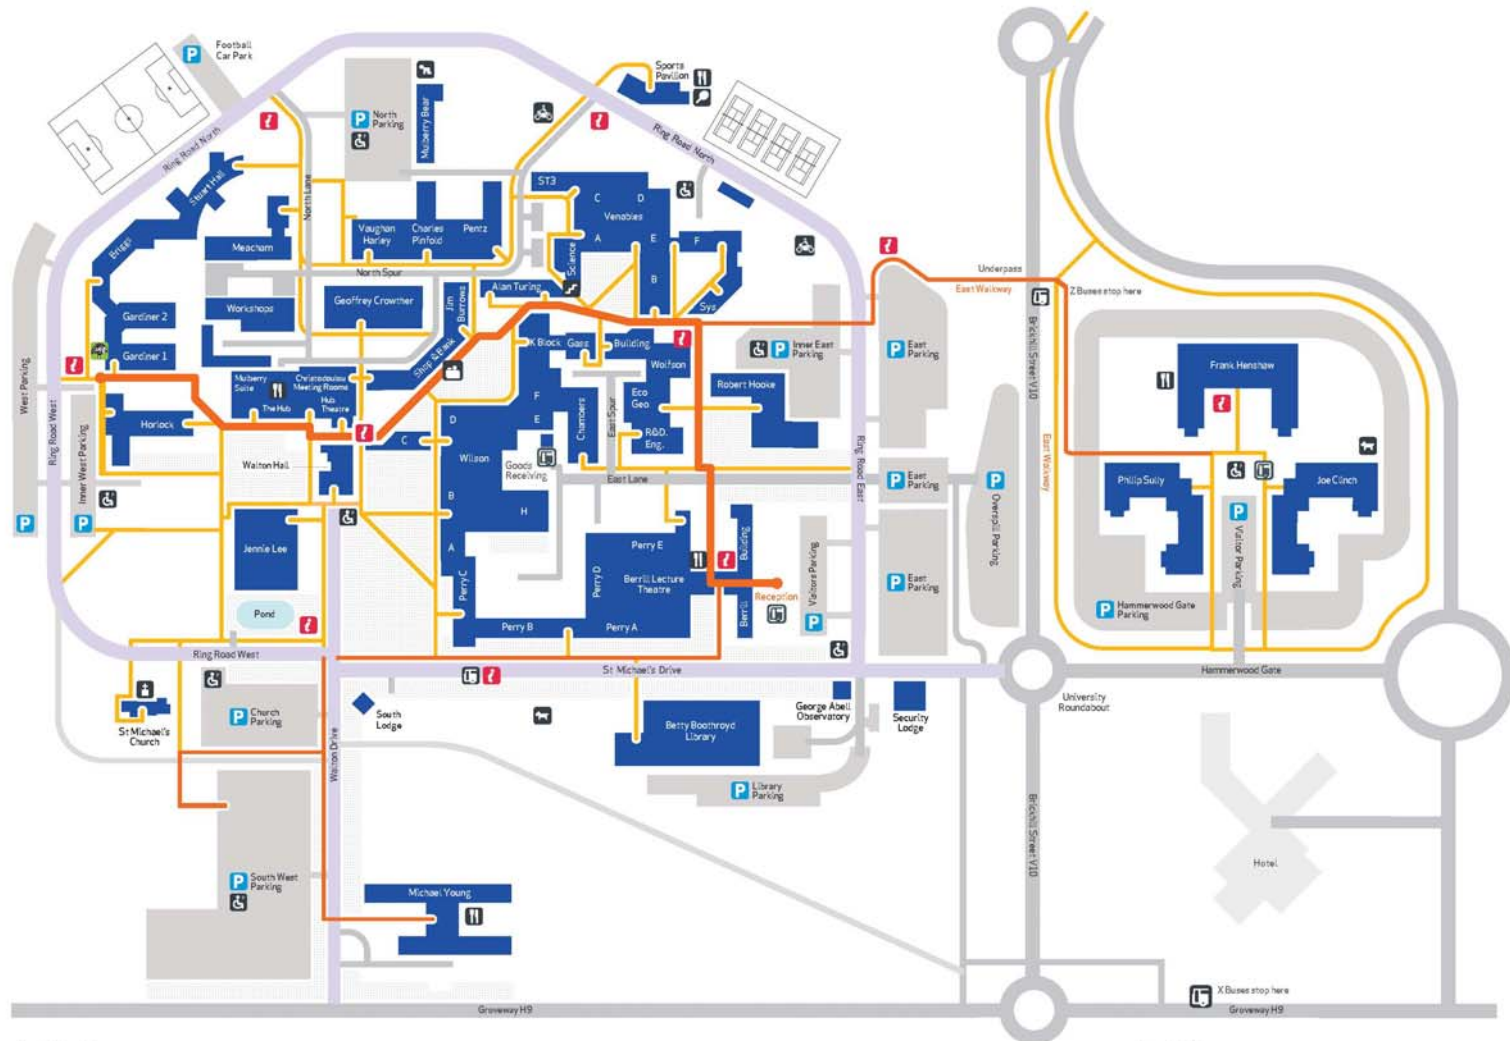 Football
Car Park
P
Sports
Pavilion
P
North
Parking
Mulberry Bear
Ring Road North
Ring Road North
Stuart Hall
North Lane
ST3
C
D
Venables
A
E
F
B
Science
Vaughan
Harley
Charles
Pinfold
Pentz
Briggs
Meacham
North Spur
Underpass
East Walkway
Z Buses stop here
Alan Turing
Jim
Burrows
Geoffrey Crowther
Workshops
Gardiner 2
Gardiner 1
Sys
Shop & Bank
K Block
Gass
Building
Wolfson
P
Inner East
Parking
P
East
Parking
Brickhill Street V10
Frank Henshaw
West Parking
Mulberry
Suite
Christodoulou
Meeting Rooms
The Hub
Hub
Theatre
Robert Hooke
Eco
Geo
F
E
D
Chambers
East Spur
R&D.
Eng.
Horlock
Ring Road West
Inner West Parking
Walton Hall
C
Wilson
Goods
Receiving
East Lane
Ring Road East
P
East
Parking
P
Overspill Parking
East Walkway
Philip Sully
Joe Clinch
P
Visitor Parking
P
P
B
H
A
Jennie Lee
Perry E
Building
Perry D
Berrill Lecture
Theatre
Perry C
Berrill
Reception
Visitors Parking
P
P
East
Parking
P
Hammerwood Gate
Parking
Pond
Perry B
Perry A
Ring Road West
St Michael's Drive
Hammerwood Gate
University
Roundabout
St Michael's
Church
P
Church
Parking
South
Lodge
Walton Drive
Betty Boothroyd
Library
George Abell
Observatory
Security
Lodge
P
Library
Parking
Brickhill Street V10
Hotel
P
South West
Parking
Michael Young
X Buses stop here
Groveway H9
Groveway H9